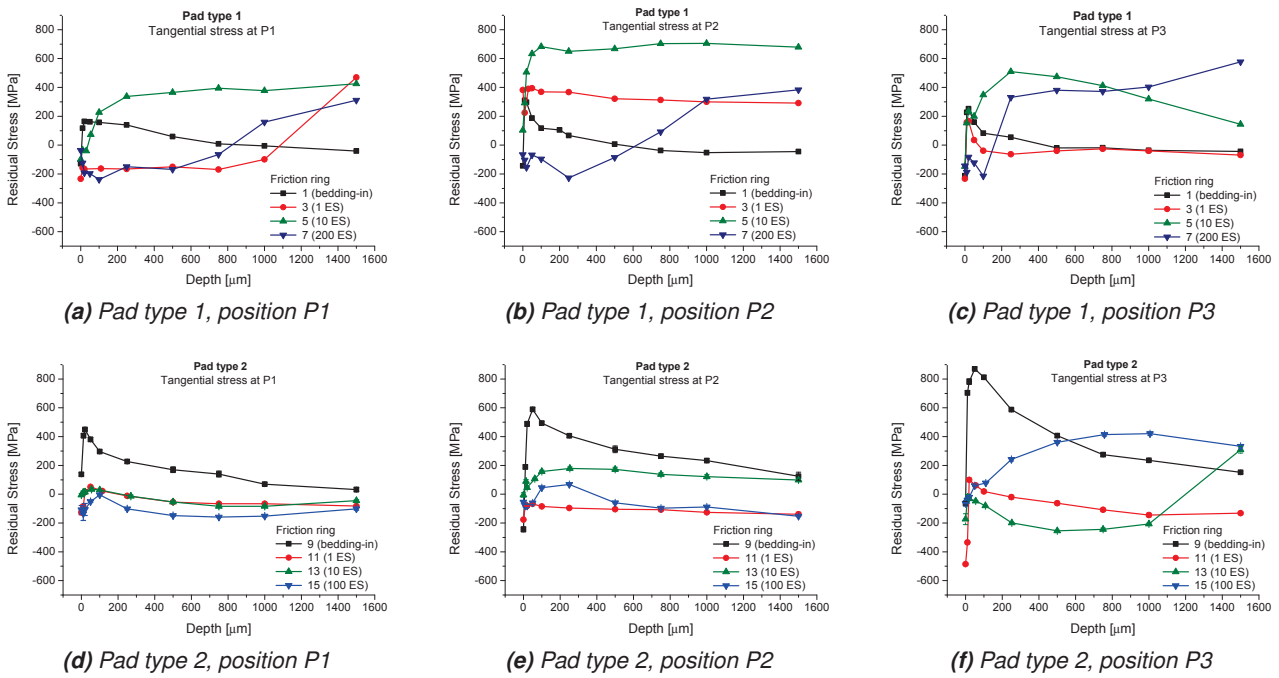 Pad type 1
Tangential stress at P1
Residual Stress [MPa]
800
600
400
200
0
-200
-400
-600
Friction ring
1 (bedding-in)
3 (1 ES)
5 (10 ES)
7 (200 ES)
0 200 400 600 800 1000 1200 1400 1600
Depth [μm]
(a) Pad type 1, position P1
Pad type 1
Tangential stress at P2
Residual Stress [MPa]
800
600
400
200
0
-200
-400
-600
Friction ring
1 (bedding-in)
3 (1 ES)
5 (10 ES)
7 (200 ES)
0 200 400 600 800 1000 1200 1400 1600
Depth [μm]
(b) Pad type 1, position P2
Pad type 1
Tangential stress at P3
Residual Stress [MPa]
800
600
400
200
0
-200
-400
-600
Friction ring
1 (bedding-in)
3 (1 ES)
5 (10 ES)
7 (200 ES)
0 200 400 600 800 1000 1200 1400 1600
Depth [μm]
(c) Pad type 1, position P3
Pad type 2
Tangential stress at P1
Residual Stress [MPa]
800
600
400
200
0
-200
-400
-600
Friction ring
9 (bedding-in)
11 (1 ES)
13 (10 ES)
15 (100 ES)
0 200 400 600 800 1000 1200 1400 1600
Depth [μm]
(d) Pad type 2, position P1
Pad type 2
Tangential stress at P2
Residual Stress [MPa]
800
600
400
200
0
-200
-400
-600
Friction ring
9 (bedding-in)
11 (1 ES)
13 (10 ES)
15 (100 ES)
0 200 400 600 800 1000 1200 1400 1600
Depth [μm]
(e) Pad type 2, position P2
Pad type 2
Tangential stress at P3
Residual Stress [MPa]
800
600
400
200
0
-200
-400
-600
Friction ring
9 (bedding-in)
11 (1 ES)
13 (10 ES)
15 (100 ES)
0 200 400 600 800 1000 1200 1400 1600
Depth [μm]
(f) Pad type 2, position P3